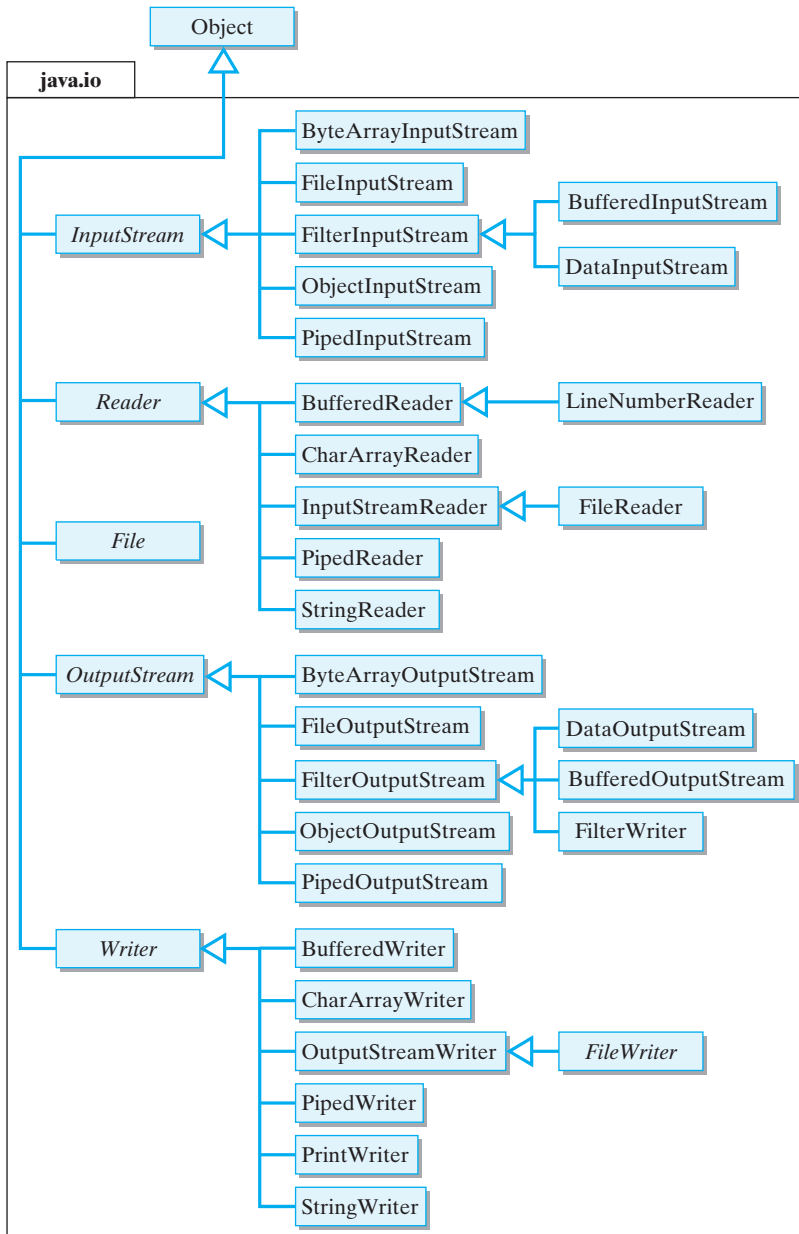 Object
java.io
ByteArrayInputStream
FileInputStream
BufferedInputStream
InputStream
FilterInputStream
DataInputStream
ObjectInputStream
PipedInputStream
Reader
BufferedReader
LineNumberReader
CharArrayReader
InputStreamReader
FileReader
File
PipedReader
StringReader
OutputStream
ByteArrayOutputStream
FileOutputStream
DataOutputStream
FilterOutputStream
BufferedOutputStream
ObjectOutputStream
FilterWriter
PipedOutputStream
Writer
BufferedWriter
CharArrayWriter
OutputStreamWriter
FileWriter
PipedWriter
PrintWriter
StringWriter